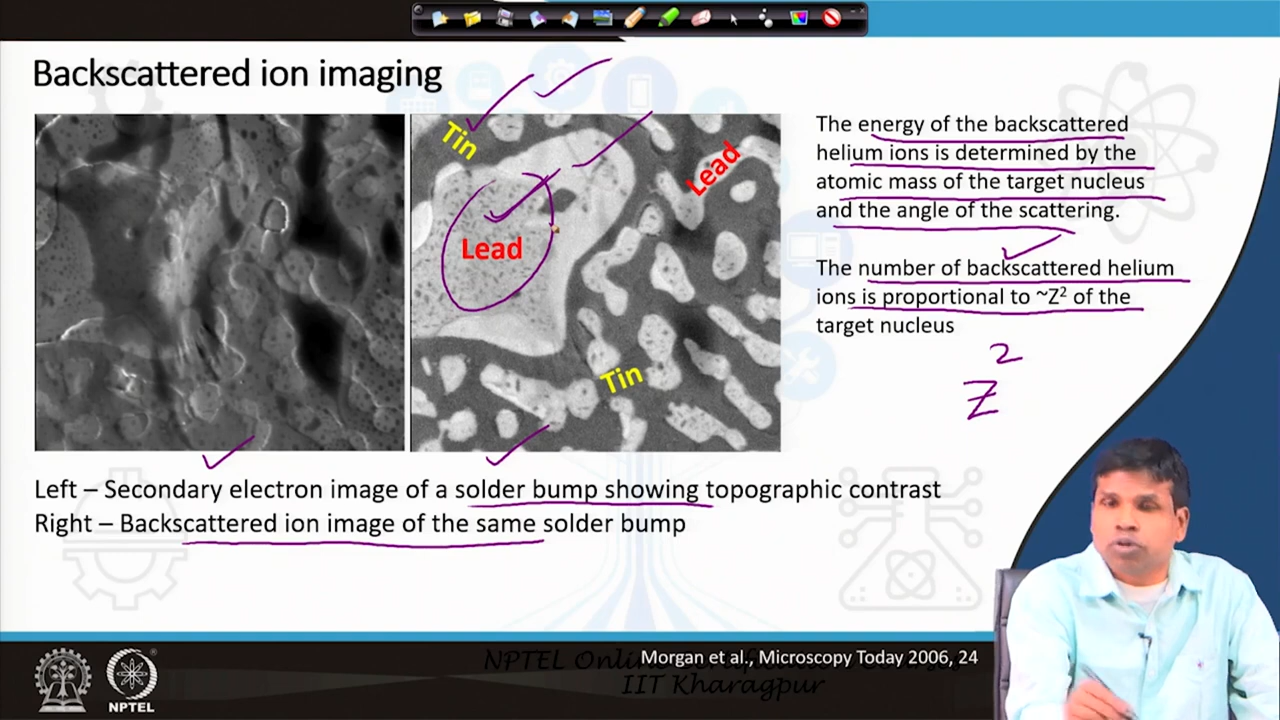 Backscattered ion imaging
Tin
Lead
Lead
Tin
The energy of the backscattered
helium ions is determined by the
atomic mass of the target nucleus
and the angle of the scattering.
The number of backscattered helium
ions is proportional to ~Z² of the
target nucleus
Z²
Left – Secondary electron image of a solder bump showing topographic contrast
Right – Backscattered ion image of the same solder bump
NPTEL
NPTEL Online
Morgan et al., Microscopy Today 2006, 24
IIT Kharagpur